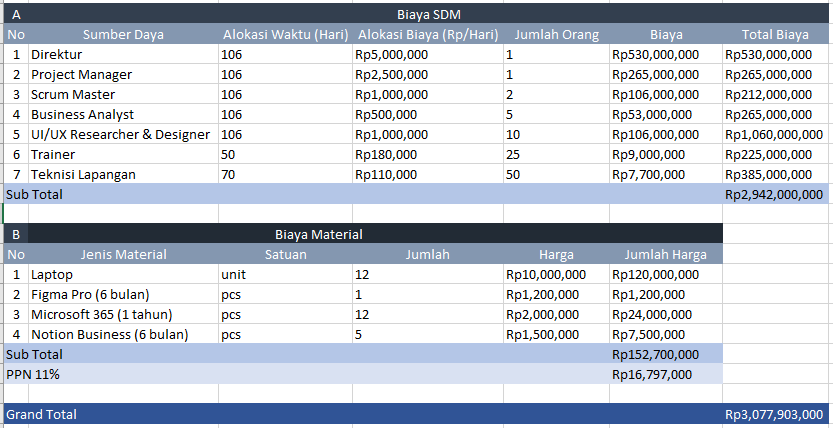 A Biaya SDM
No Sumber Daya Alokasi Waktu (Hari) Alokasi Biaya (Rp/Hari) Jumlah Orang Biaya Total Biaya
1 Direktur 106 Rp5,000,000 1 Rp530,000,000 Rp530,000,000
2 Project Manager 106 Rp2,500,000 1 Rp265,000,000 Rp265,000,000
3 Scrum Master 106 Rp1,000,000 2 Rp106,000,000 Rp212,000,000
4 Business Analyst 106 Rp500,000 5 Rp53,000,000 Rp265,000,000
5 UI/UX Researcher & Designer 106 Rp1,000,000 10 Rp106,000,000 Rp1,060,000,000
6 Trainer 50 Rp180,000 25 Rp9,000,000 Rp225,000,000
7 Teknisi Lapangan 70 Rp110,000 50 Rp7,700,000 Rp385,000,000
Sub Total Rp2,942,000,000
B Biaya Material
No Jenis Material Satuan Jumlah Harga Jumlah Harga
1 Laptop unit 12 Rp10,000,000 Rp120,000,000
2 Figma Pro (6 bulan) pcs 1 Rp1,200,000 Rp1,200,000
3 Microsoft 365 (1 tahun) pcs 12 Rp2,000,000 Rp24,000,000
4 Notion Business (6 bulan) pcs 5 Rp1,500,000 Rp7,500,000
Sub Total Rp152,700,000
PPN 11% Rp16,797,000
Grand Total Rp3,077,903,000